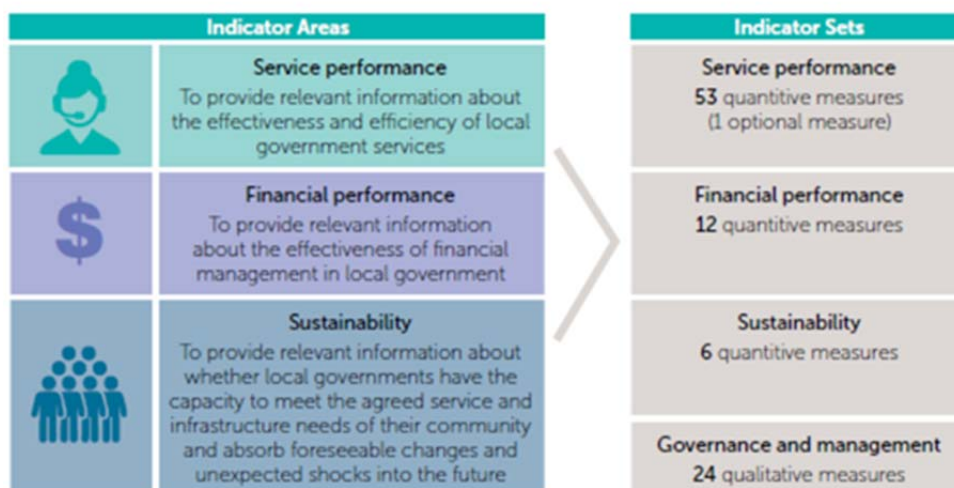 Indicator Areas
Service performance
To provide relevant information about
the effectiveness and efficiency of local
government services
$
Financial performance
To provide relevant information
about the effectiveness of financial
management in local government
Sustainability
To provide relevant information about
whether local governments have the
capacity to meet the agreed service and
infrastructure needs of their community
and absorb foreseeable changes and
unexpected shocks into the future
Indicator Sets
Service performance
53 quantitive measures
(1 optional measure)
Financial performance
12 quantitive measures
Sustainability
6 quantitive measures
Governance and management
24 qualitative measures